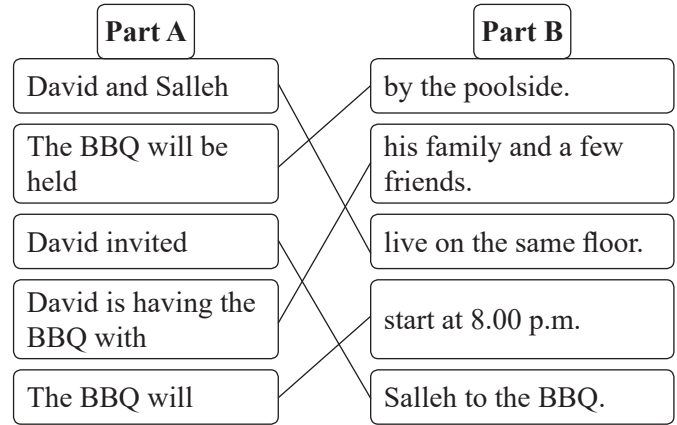 Part A
Part B
David and Salleh
by the poolside.
The BBQ will be
held
his family and a few
friends.
David invited
live on the same floor.
David is having the
BBQ with
start at 8.00 p.m.
The BBQ will
Salleh to the BBQ.